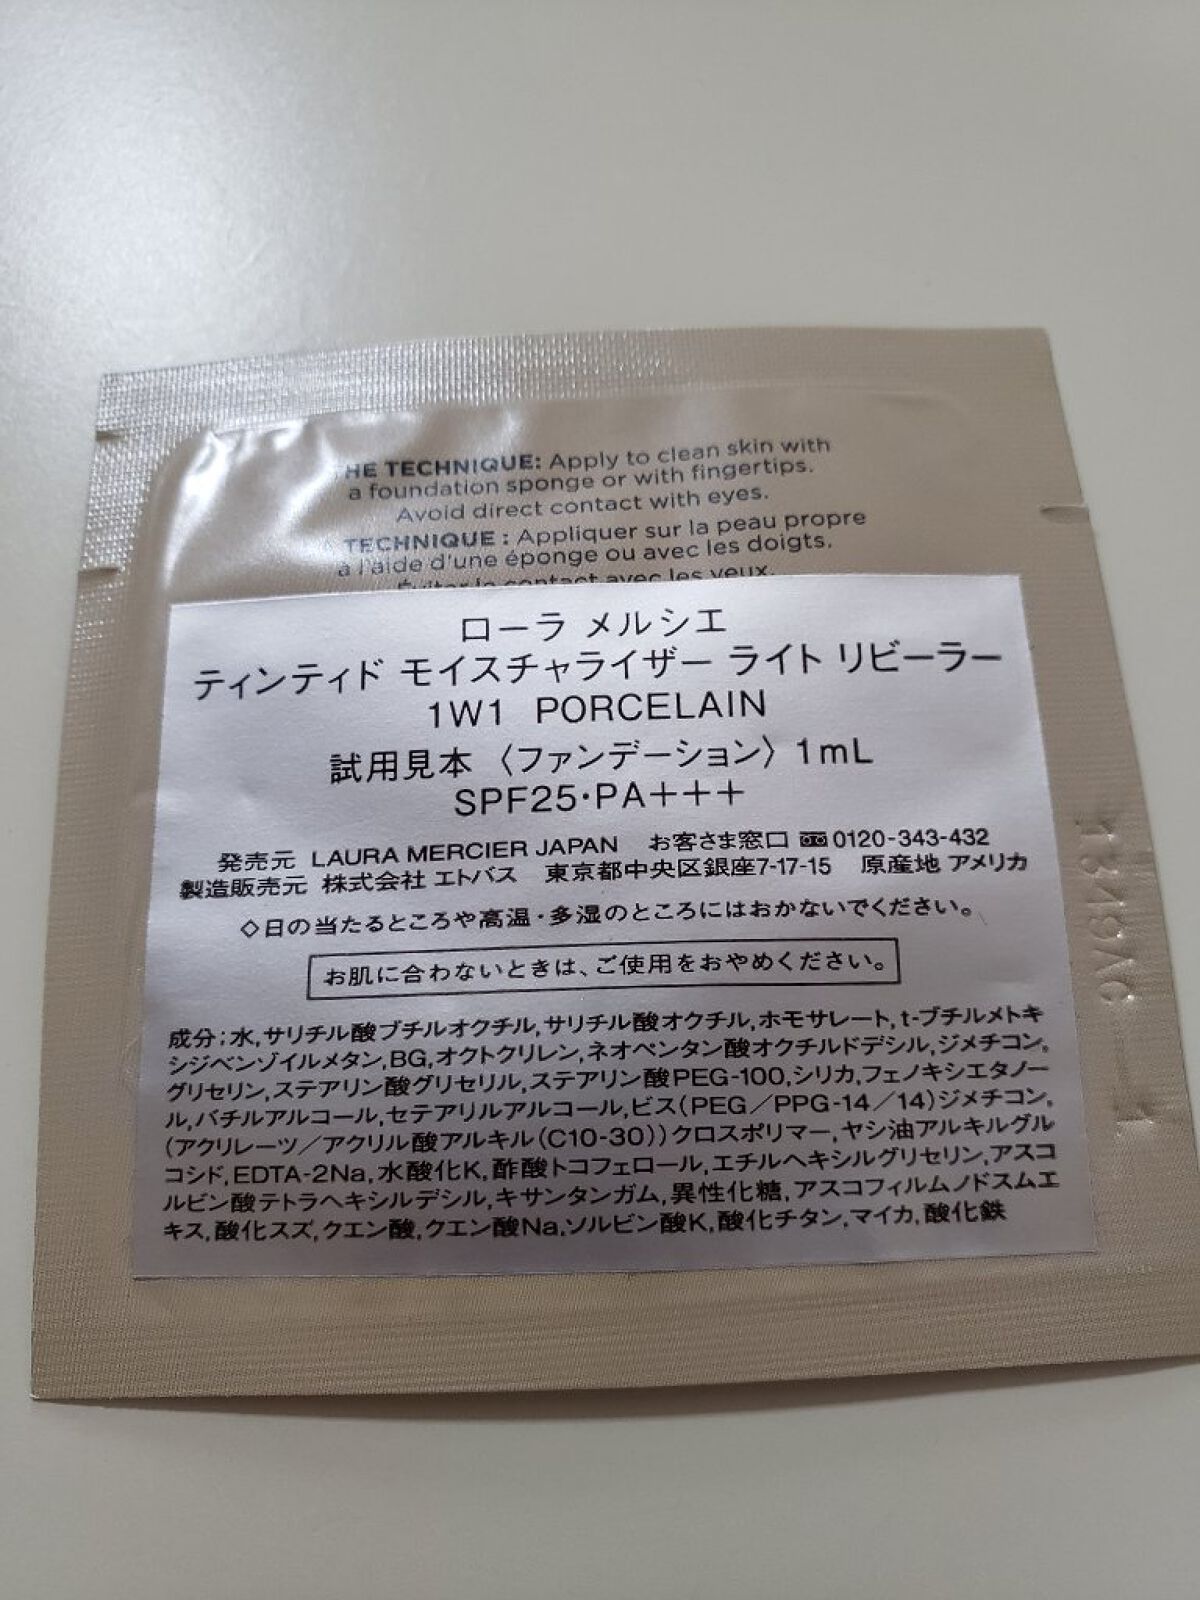 HE TECHNIQUE: Apply to clean skin with
a foundation sponge or with fingertips.
Avoid direct contact with eyes.
TECHNIQUE : Appliquer sur la peau propre
à l'aide d'une éponge ou avec les doigts.
Éviter le contact avec les yeux.
ローラ メルシエ
ティンティド モイスチャライザー ライト リビーラー
1W1 PORCELAIN
試用見本 〈ファンデーション〉 1mL
SPF25・PA+++
発売元 LAURA MERCIER JAPAN お客さま窓口 0120-343-432
製造販売元 株式会社 エトバス 東京都中央区銀座7-17-15 原産地 アメリカ
◇日の当たるところや高温・多湿のところにはおかないでください。
お肌に合わないときは、ご使用をおやめください。
成分:水,サリチル酸ブチルオクチル,サリチル酸オクチル,ホモサレート,t-ブチルメトキ
シジベンゾイルメタン,BG,オクトクリレン,ネオペンタン酸オクチルドデシル,ジメチコン,
グリセリン,ステアリン酸グリセリル,ステアリン酸PEG-100,シリカ,フェノキシエタノー
ル,バチルアルコール,セテアリルアルコール,ビス(PEG/PPG-14/14)ジメチコン,
(アクリレーツ/アクリル酸アルキル(C10-30))クロスポリマー,ヤシ油アルキルグル
コシド,EDTA-2Na,水酸化K,酢酸トコフェロール,エチルヘキシルグリセリン,アスコ
ルビン酸テトラヘキシルデシル,キサンタンガム,異性化糖,アスコフィルムノドスムエ
キス,酸化スズ,クエン酸,クエン酸Na,ソルビン酸K,酸化チタン,マイカ,酸化鉄